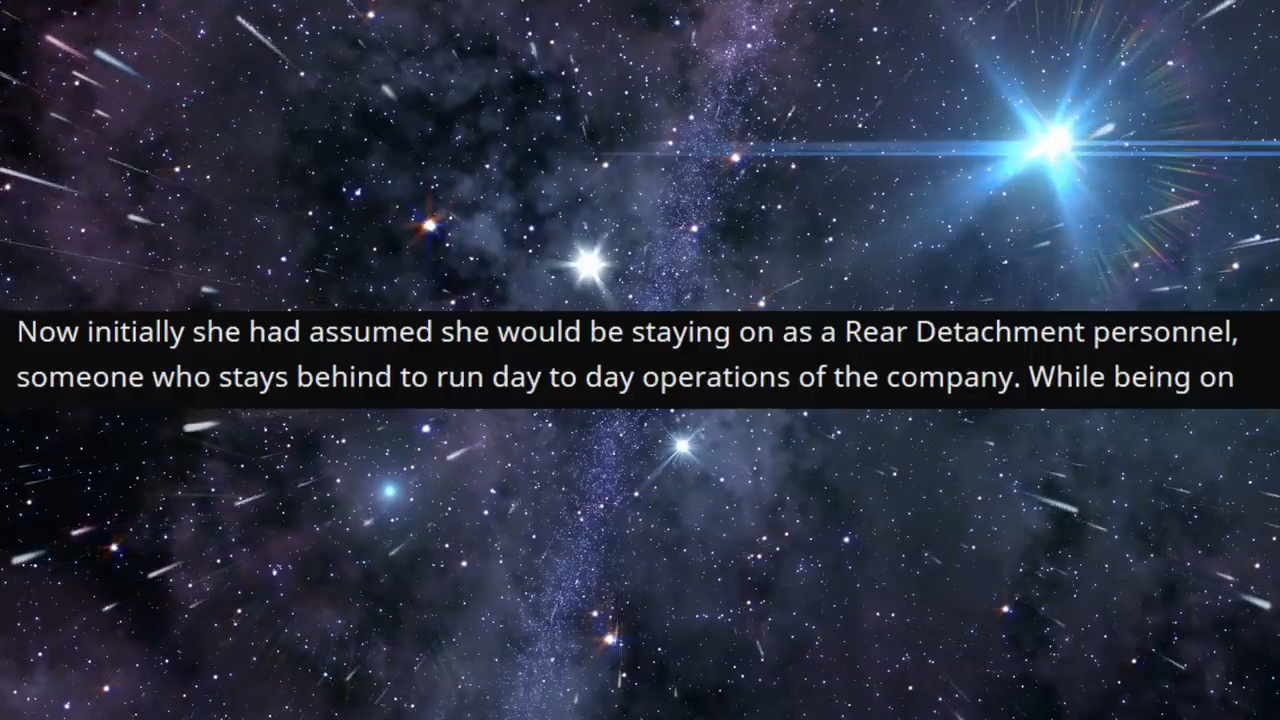 Now initially she had assumed she would be staying on as a Rear Detachment personnel,
someone who stays behind to run day to day operations of the company. While being on